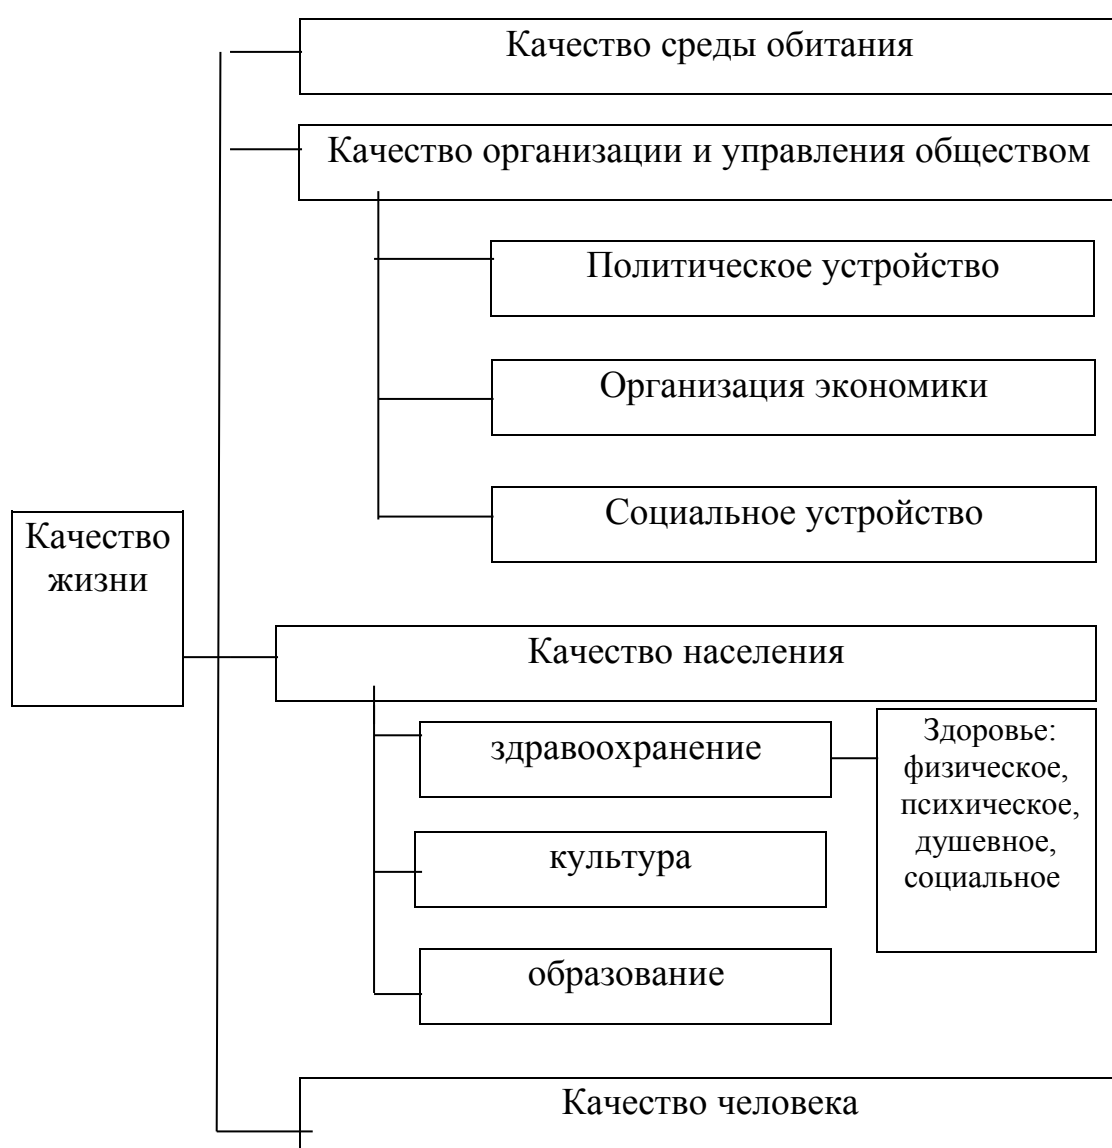 Качество среды обитания
Качество организации и управления обществом
Политическое устройство
Организация экономики
Социальное устройство
Качество
жизни
Качество населения
здравоохранение
Здоровье:
физическое,
психическое,
душевное,
социальное
культура
образование
Качество человека